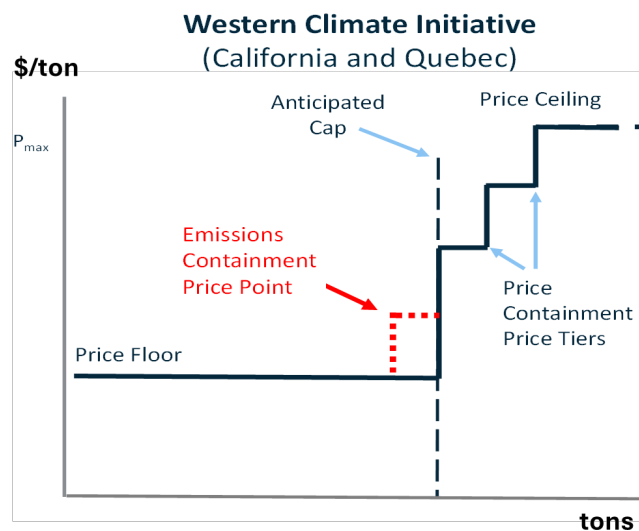 Western Climate Initiative
(California and Quebec)
$/ton
Anticipated
Cap
Price Ceiling
Pmax
Emissions
Containment
Price Point
Price
Containment
Price Tiers
Price Floor
tons